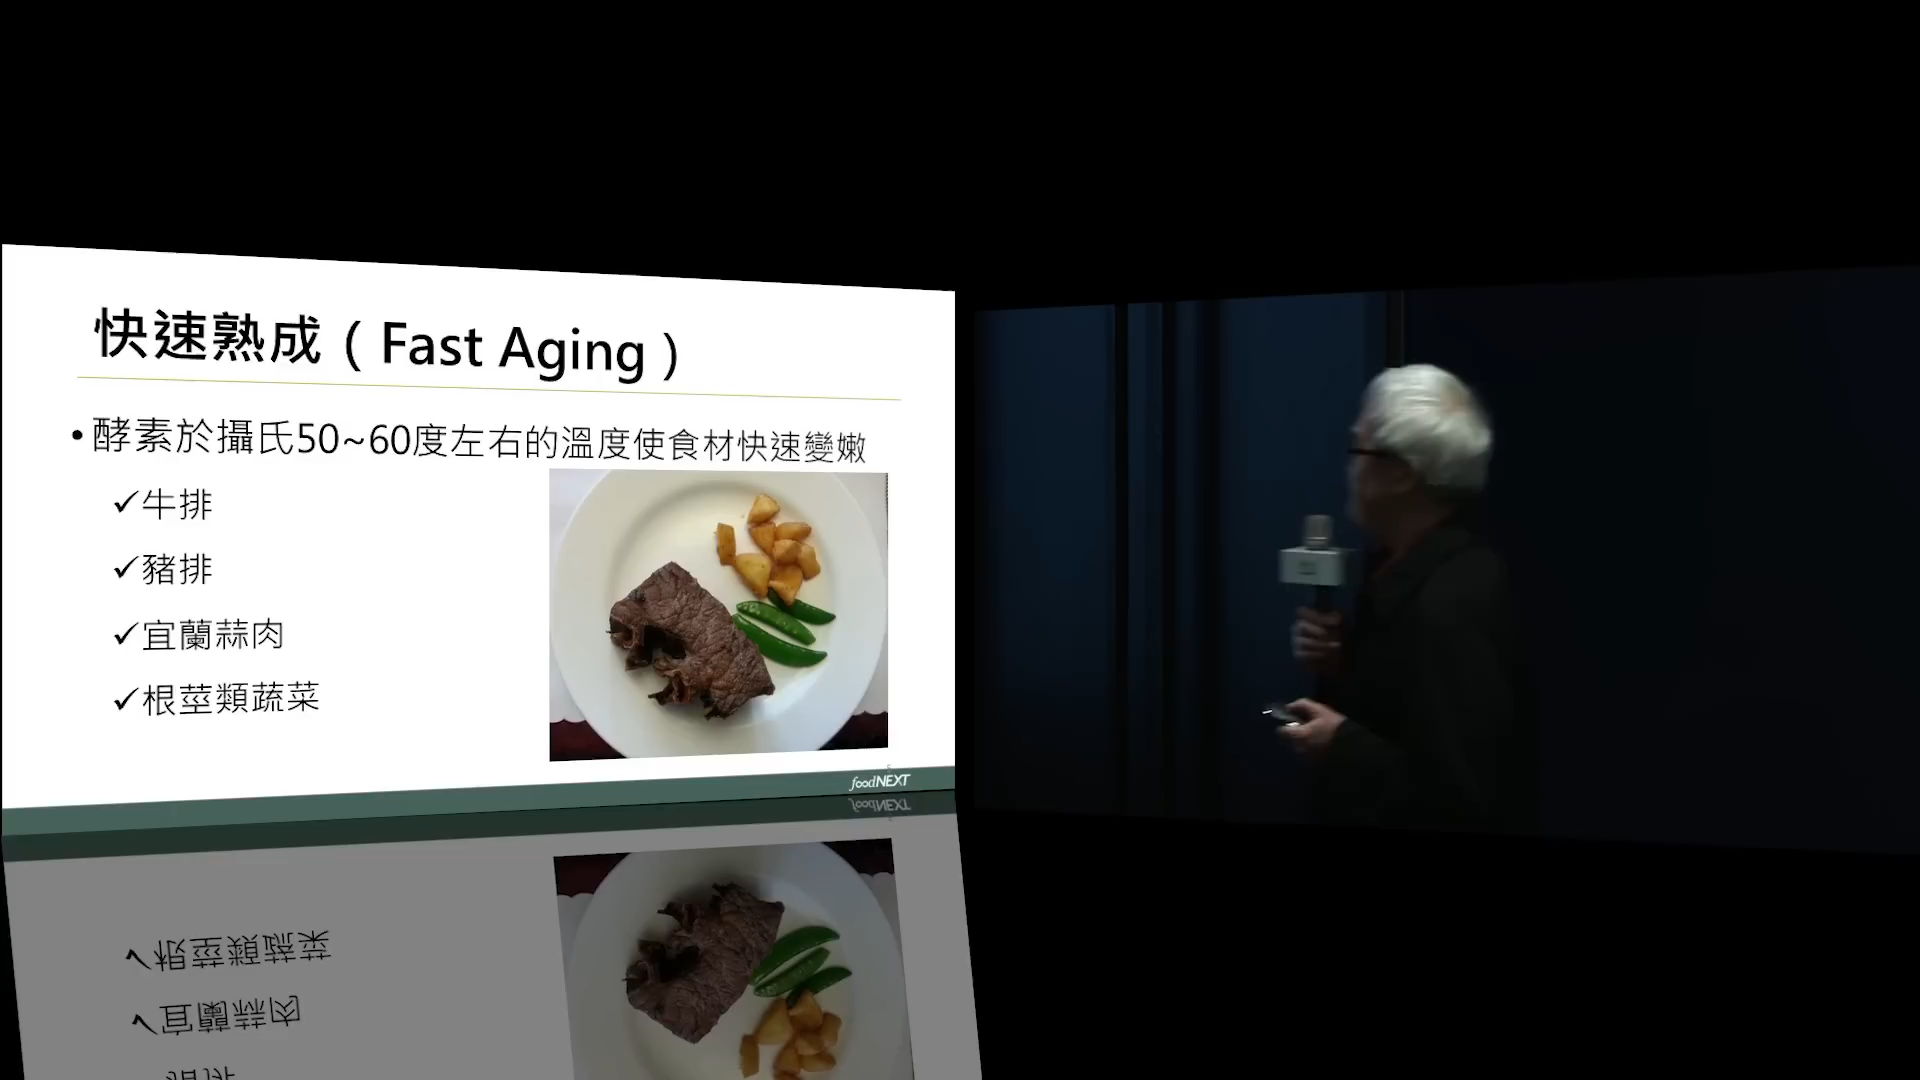 快速熟成（Fast Aging）
•酵素於攝氏50~60度左右的溫度使食材快速變嫩
✓牛排
✓豬排
✓宜蘭蒜肉
✓根莖類蔬菜
foodNEXT